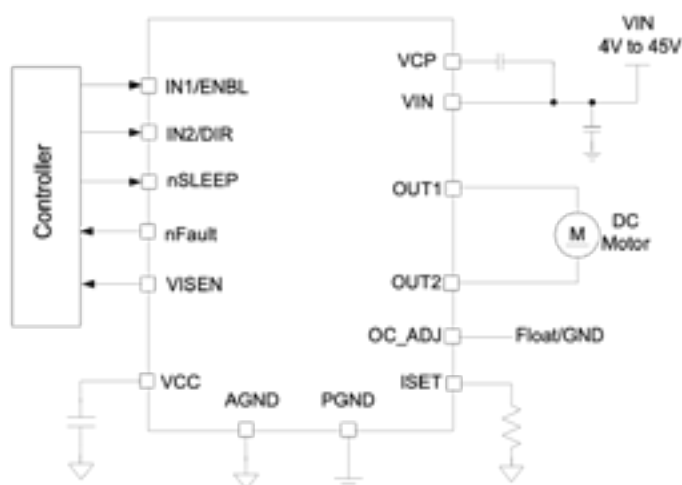 VIN
4V to 45V
VCP
VIN
IN1/ENBL
IN2/DIR
nSLEEP
nFault
VISEN
Controller
OUT1
OUT2
M
DC
Motor
OC_ADJ
Float/GND
VCC
ISET
AGND
PGND